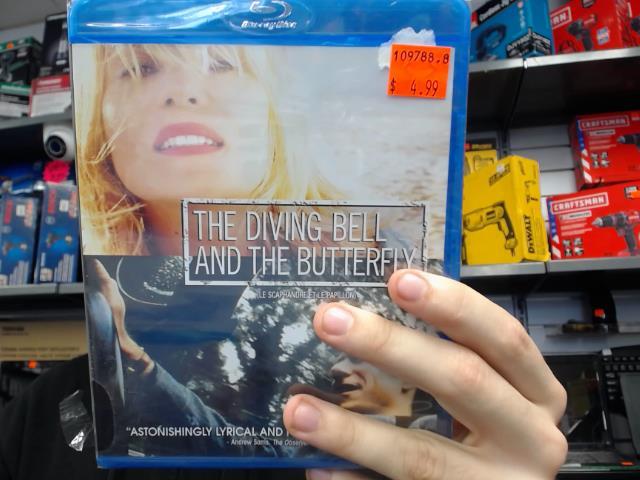 Blu-ray Disc
109788.8
$ 4.99
THE DIVING BELL
AND THE BUTTERFLY
(LE SCAPHANDRE ET LE PAPILLON)
"ASTONISHINGLY LYRICAL AND
- Andrew Sarris, The Observer
CRAFTSMAN
CRAFTSMAN
CRAFTSMAN
DEWALT
BOSCH